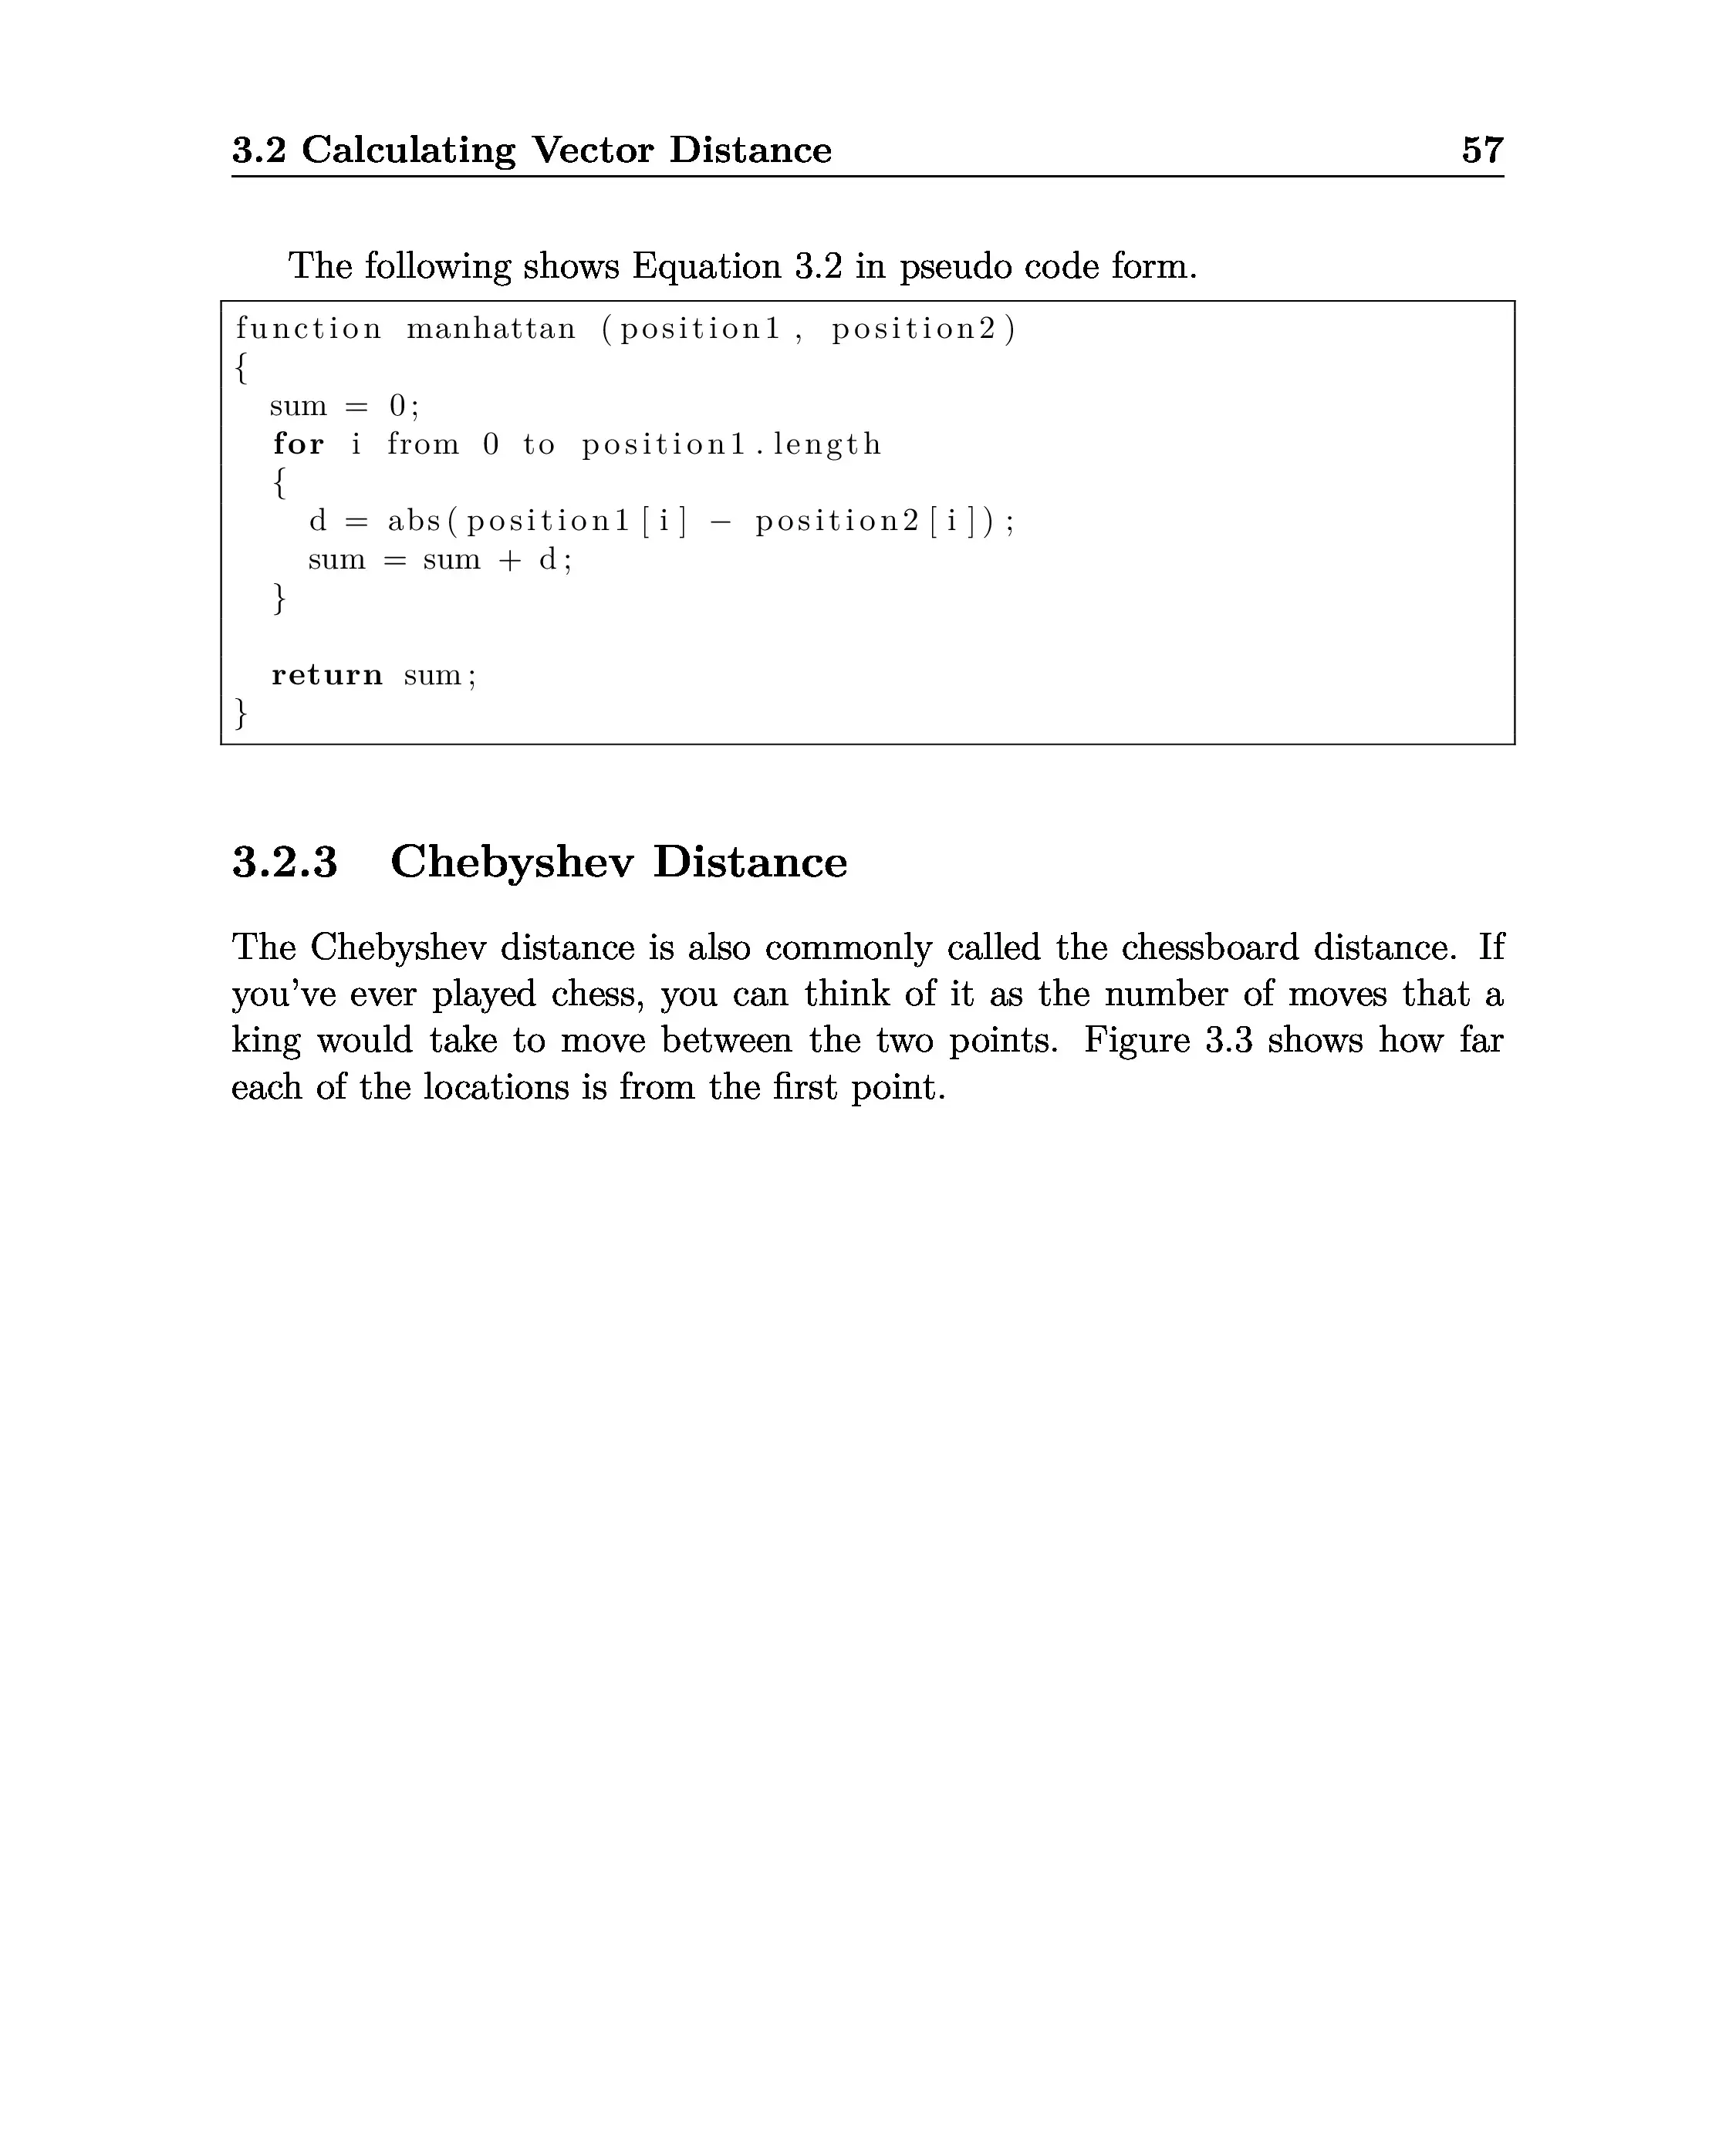 3.2 Calculating Vector Distance 57
The following shows Equation 3.2 in pseudo code form.
function manhattan (position1, position2)
{
sum = 0;
for i from 0 to position1.length
{
d = abs(position1[i] − position2[i]);
sum = sum + d;
}
return sum;
}
3.2.3 Chebyshev Distance
The Chebyshev distance is also commonly called the chessboard distance. If
you've ever played chess, you can think of it as the number of moves that a
king would take to move between the two points. Figure 3.3 shows how far
each of the locations is from the first point.